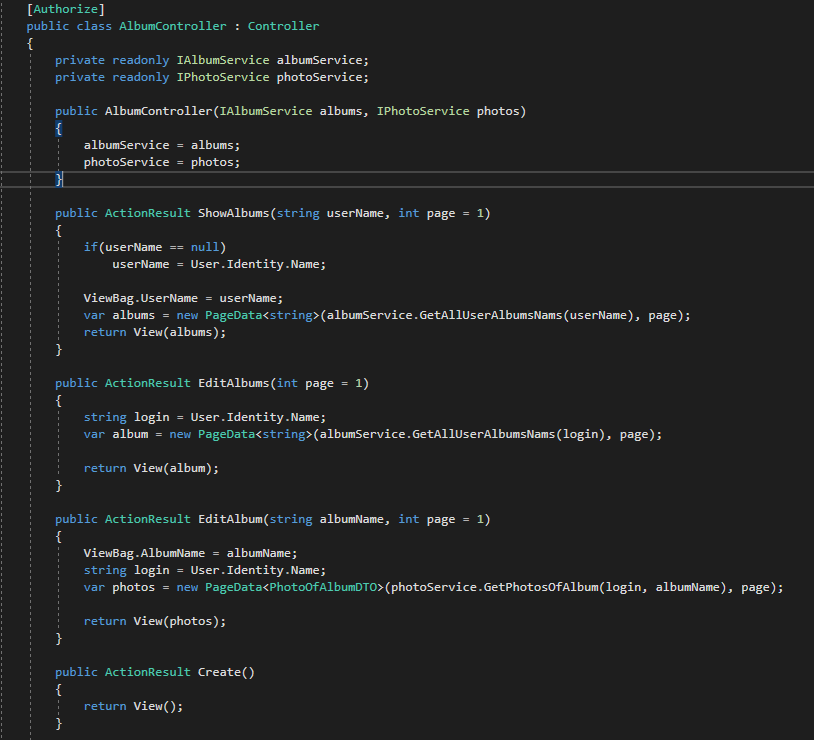 [Authorize]
public class AlbumController : Controller
{
    private readonly IAlbumService albumService;
    private readonly IPhotoService photoService;

    public AlbumController(IAlbumService albums, IPhotoService photos)
    {
        albumService = albums;
        photoService = photos;
    }

    public ActionResult ShowAlbums(string userName, int page = 1)
    {
        if(userName == null)
            userName = User.Identity.Name;

        ViewBag.UserName = userName;
        var albums = new PageData<string>(albumService.GetAllUserAlbumsNams(userName), page);
        return View(albums);
    }

    public ActionResult EditAlbums(int page = 1)
    {
        string login = User.Identity.Name;
        var album = new PageData<string>(albumService.GetAllUserAlbumsNams(login), page);

        return View(album);
    }

    public ActionResult EditAlbum(string albumName, int page = 1)
    {
        ViewBag.AlbumName = albumName;
        string login = User.Identity.Name;
        var photos = new PageData<PhotoOfAlbumDTO>(photoService.GetPhotosOfAlbum(login, albumName), page);

        return View(photos);
    }

    public ActionResult Create()
    {
        return View();
    }